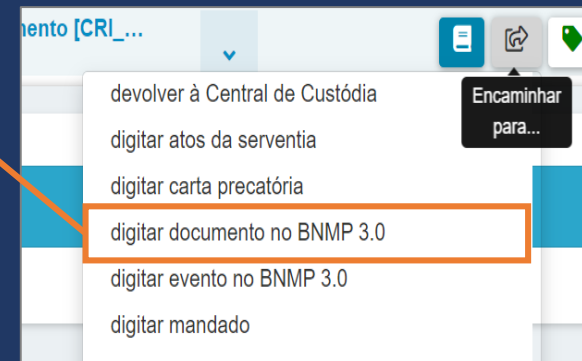 ento [CRI_...
Encaminhar
para...
devolver à Central de Custódia
digitar atos da serventia
digitar carta precatória
digitar documento no BNMP 3.0
digitar evento no BNMP 3.0
digitar mandado